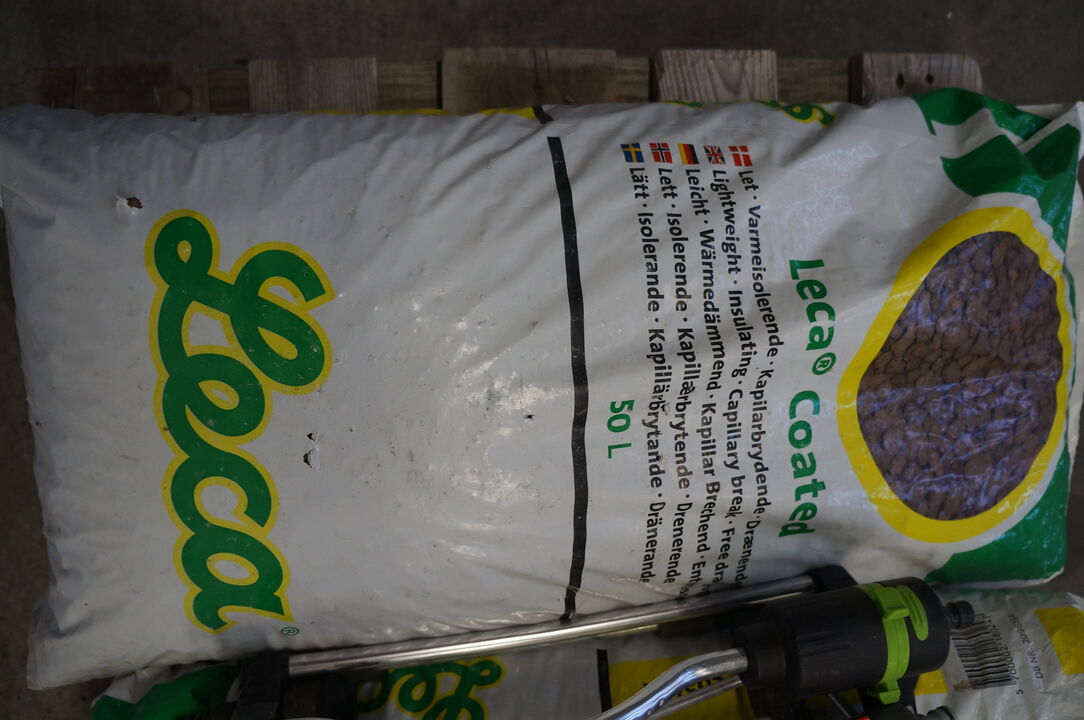 Leca® Coated
Let · Varmeisolerende · Kapilarbrydende · Drænende
Lightweight · Insulating · Capillary break · Free
Leicht · Wärmedämmend · Kapillar Brechend
Lett · Isolerende · Kapillærbrytende · Drenerende
Lätt · Isolerande · Kapillärbrytande · Dränerande
50 L
Leca®